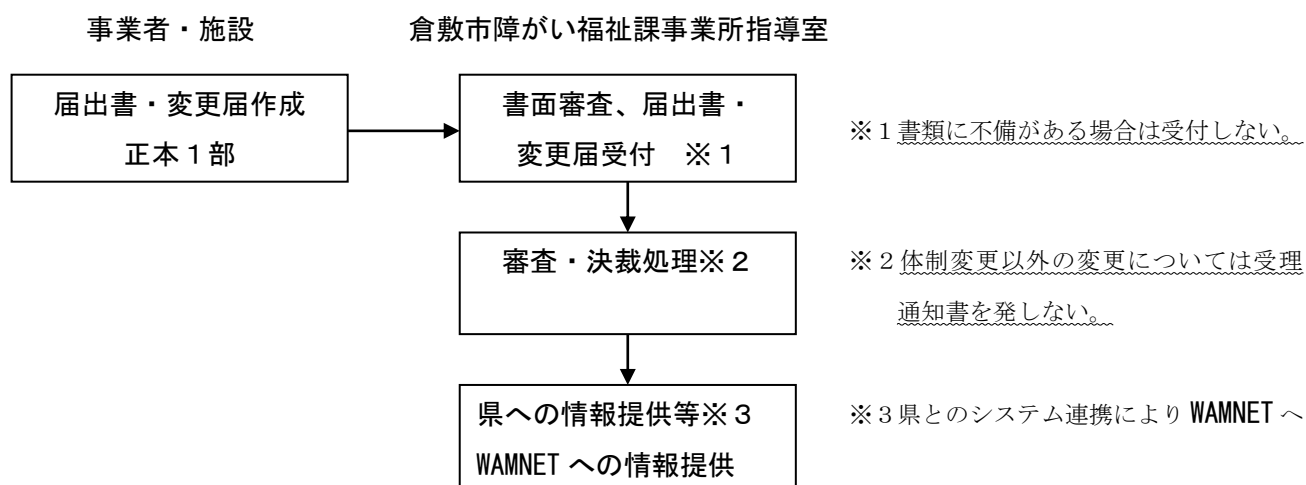 事業者・施設
倉敷市障がい福祉課事業所指導室
届出書・変更届作成
正本1部
書面審査、届出書・
変更届受付 ※1
※1書類に不備がある場合は受付しない。
審査・決裁処理※2
※2体制変更以外の変更については受理
通知書を発しない。
県への情報提供等※3
WAMNET への情報提供
※3県とのシステム連携により WAMNET へ